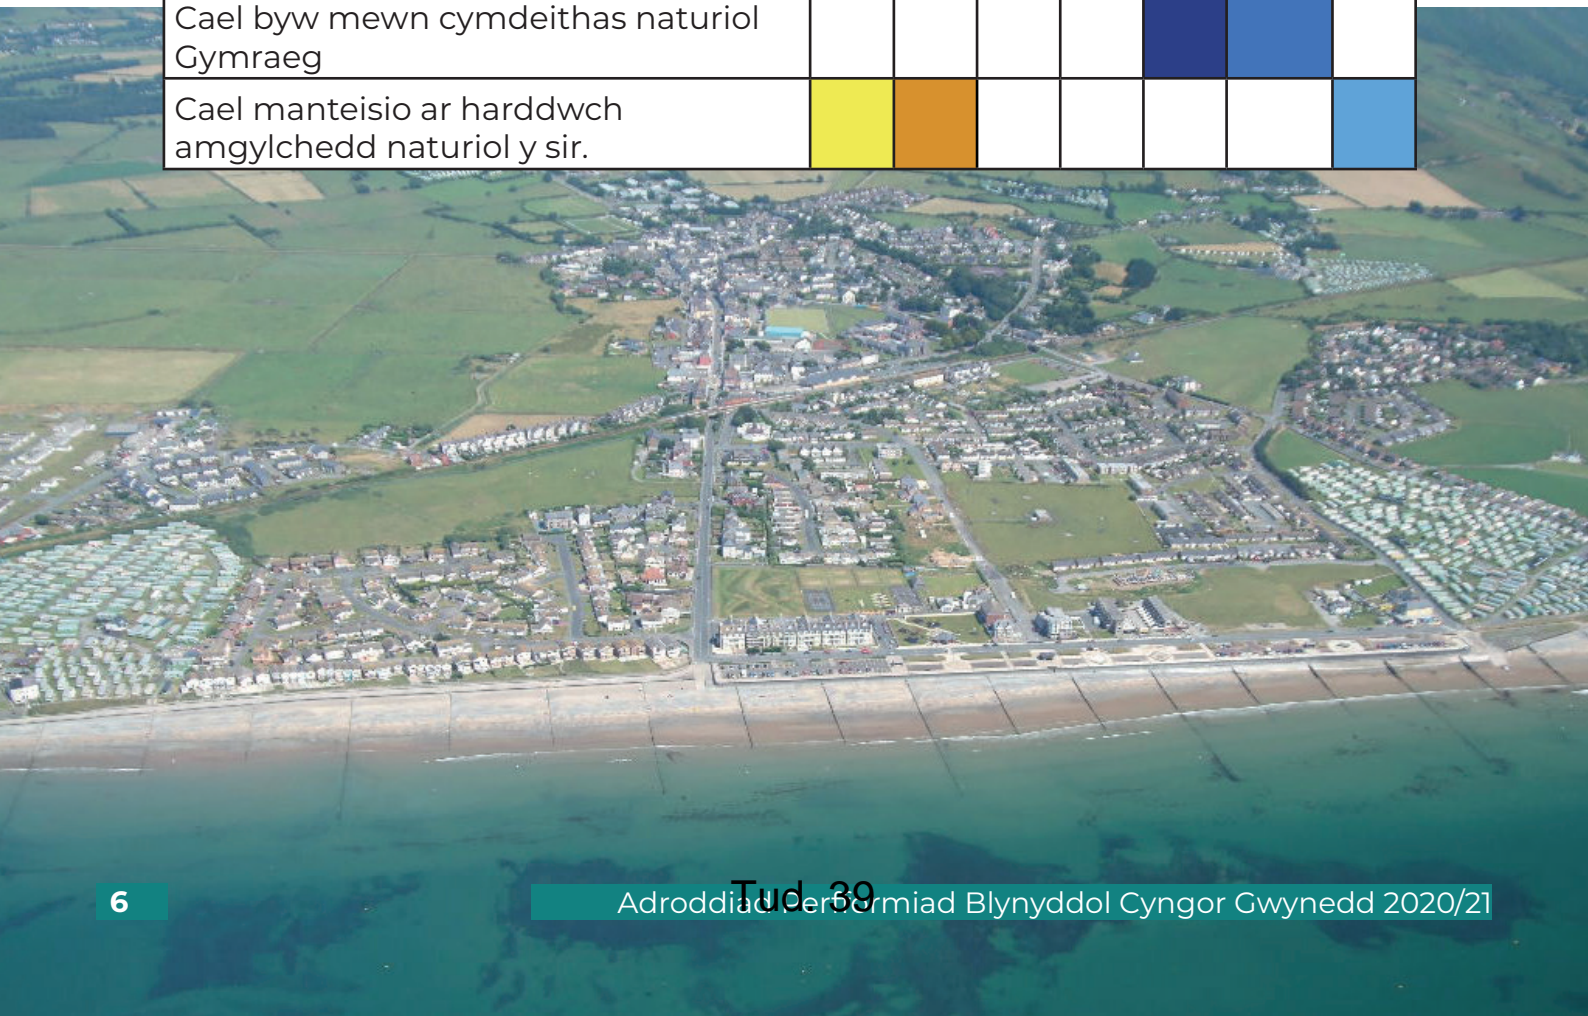 Cael byw mewn cymdeithas naturiol
Gymraeg
Cael manteisio ar harddwch
amgylchedd naturiol y sir.
6
Adroddiad Perfformiad Blynyddol Cyngor Gwynedd 2020/21
Tud. 39